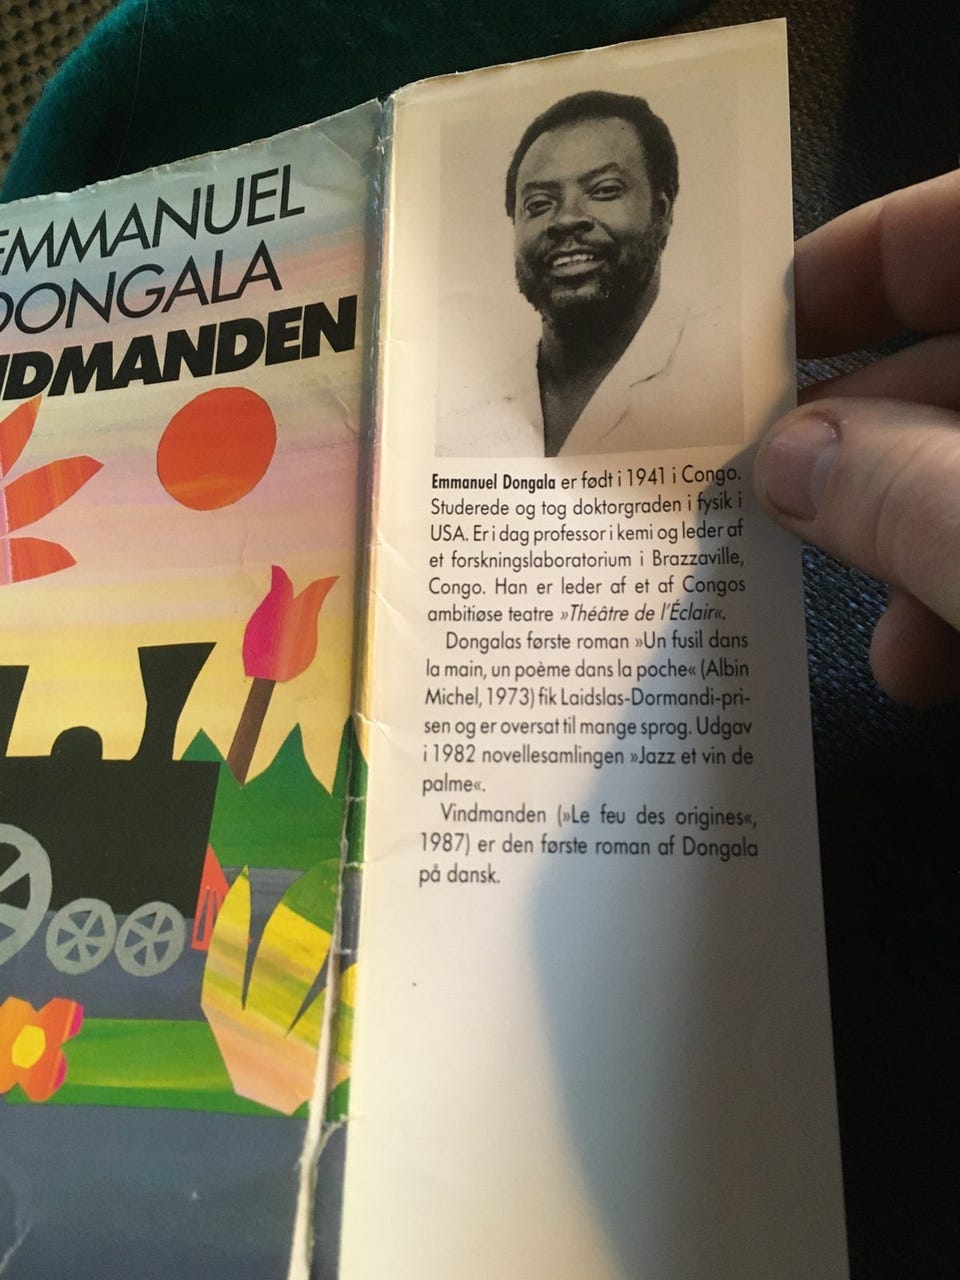 EMMANUEL
DONGALA
NDMANDEN
Emmanuel Dongala er født i 1941 i Congo.
Studerede og tog doktorgraden i fysik i
USA. Er i dag professor i kemi og leder af
et forskningslaboratorium i Brazzaville,
Congo. Han er leder af et af Congos
ambitiøse teatre »Théâtre de l'Éclair«.
Dongalas første roman »Un fusil dans
la main, un poème dans la poche« (Albin
Michel, 1973) fik Laidslas-Dormandi-pri-
sen og er oversat til mange sprog. Udgav
i 1982 novellesamlingen »Jazz et vin de
palme«.
Vindmanden (»Le feu des origines«,
1987) er den første roman af Dongala
på dansk.